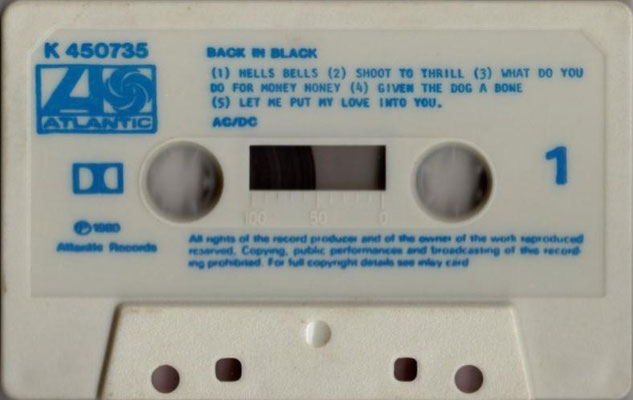 K 450735
BACK IN BLACK
(1) HELLS BELLS (2) SHOOT TO THRILL (3) WHAT DO YOU
DO FOR MONEY HONEY (4) GIVEN THE DOG A BONE
(5) LET ME PUT MY LOVE INTO YOU.
AC/DC
ATLANTIC
1
100 50 0
℗ 1980
Atlantic Records
All rights of the record producer and of the owner of the work reproduced
reserved. Copying, public performances and broadcasting of this record-
ing prohibited. For full copyright details see inlay card